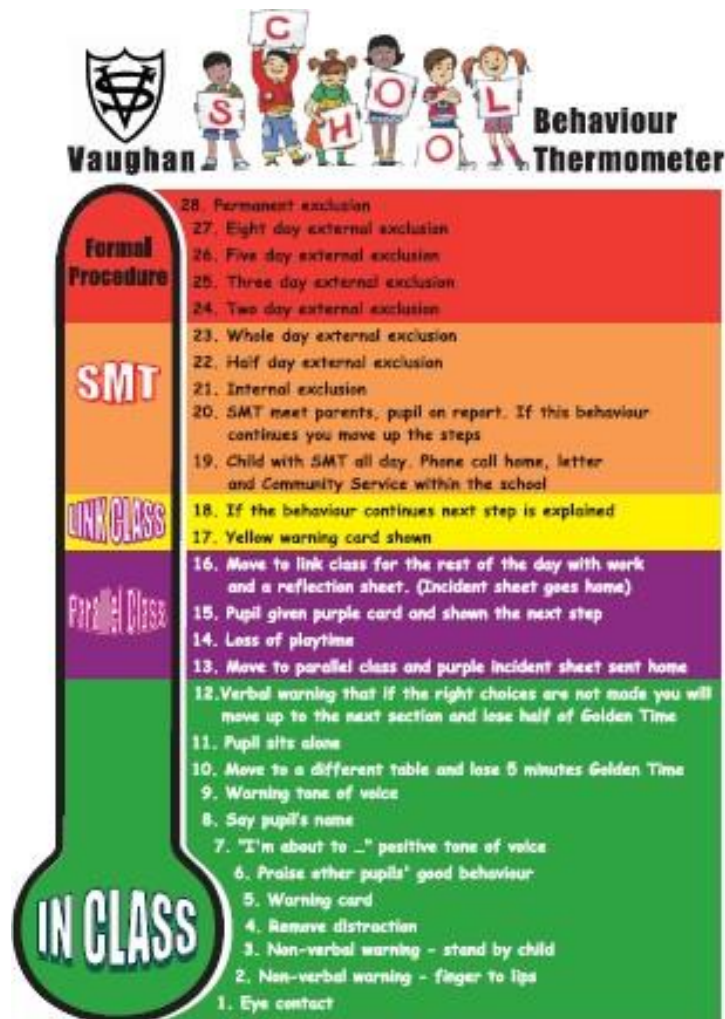 SCHOOL
Vaughan
Behaviour
Thermometer
Formal
Procedure
28. Permanent exclusion
27. Eight day external exclusion
26. Five day external exclusion
25. Three day external exclusion
24. Two day external exclusion
SMT
23. Whole day external exclusion
22. Half day external exclusion
21. Internal exclusion
20. SMT meet parents, pupil on report. If this behaviour
continues you move up the steps
19. Child with SMT all day. Phone call home, letter
and Community Service within the school
LINK CLASS
18. If the behaviour continues next step is explained
17. Yellow warning card shown
Parallel Class
16. Move to link class for the rest of the day with work
and a reflection sheet. (Incident sheet goes home)
15. Pupil given purple card and shown the next step
14. Loss of playtime
13. Move to parallel class and purple incident sheet sent home
IN CLASS
12.Verbal warning that if the right choices are not made you will
move up to the next section and lose half of Golden Time
11. Pupil sits alone
10. Move to a different table and lose 5 minutes Golden Time
9. Warning tone of voice
8. Say pupil's name
7. "I'm about to ..." positive tone of voice
6. Praise other pupils' good behaviour
5. Warning card
4. Remove distraction
3. Non-verbal warning - stand by child
2. Non-verbal warning - finger to lips
1. Eye contact